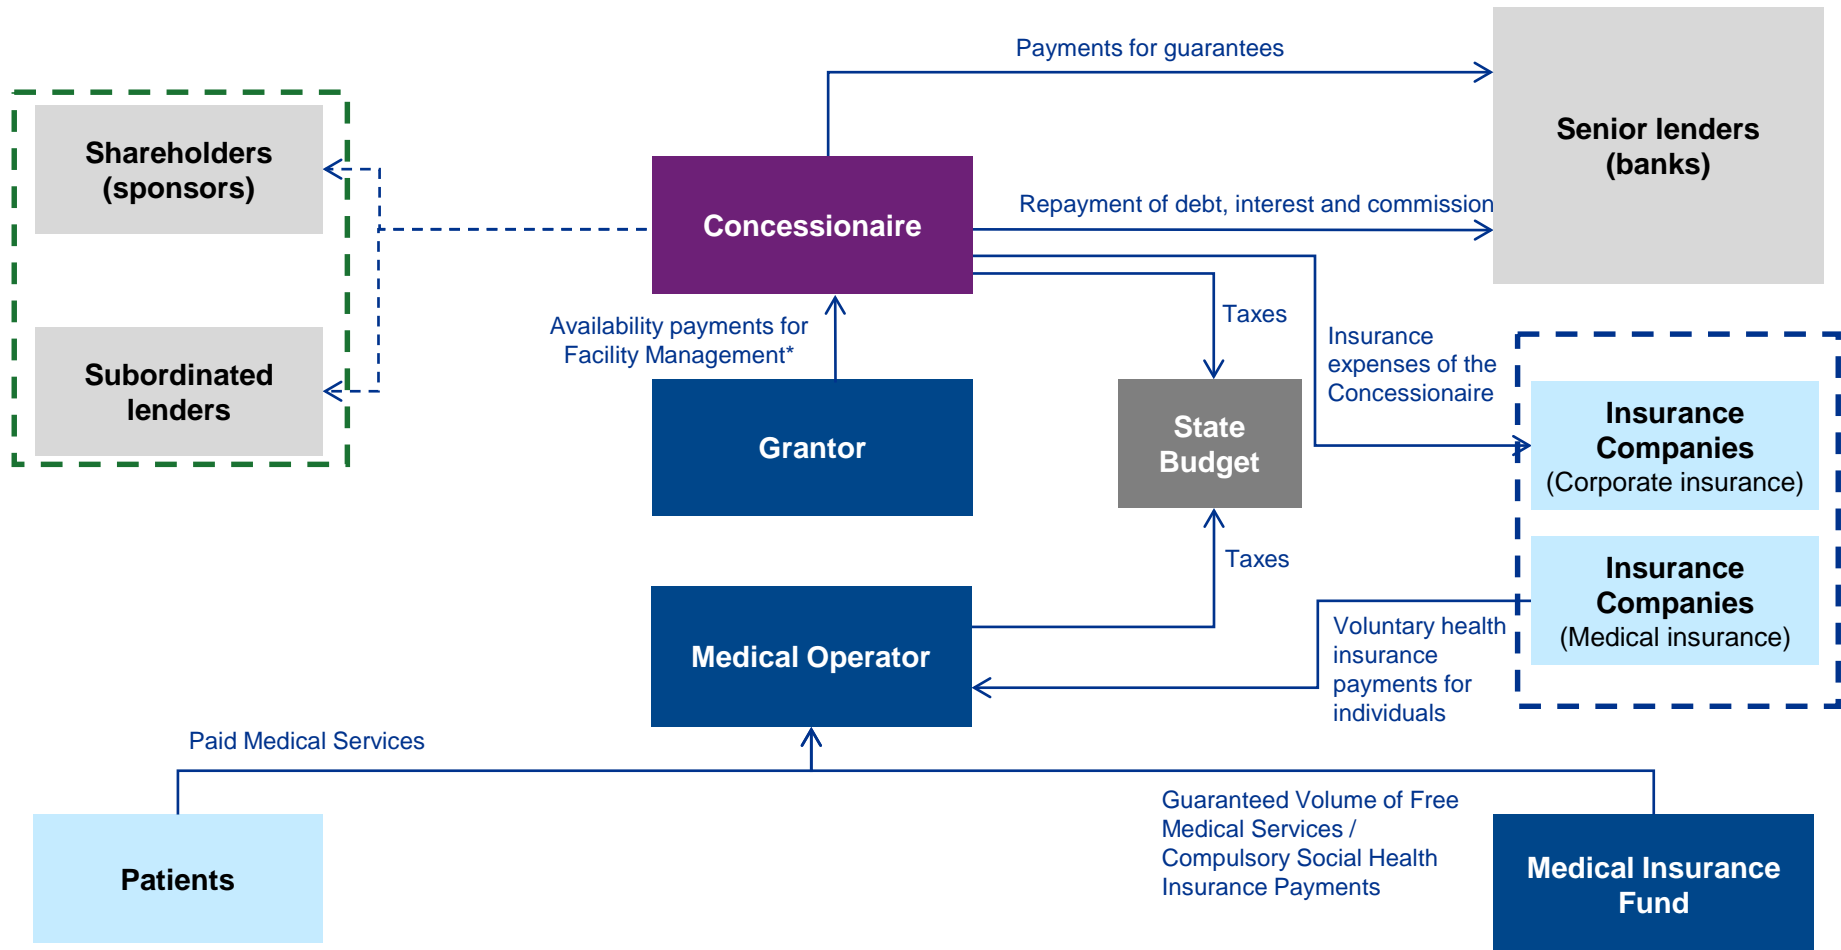 Payments for guarantees
Senior lenders
(banks)
Shareholders
(sponsors)
Concessionaire
Repayment of debt, interest and commission
Availability payments for
Facility Management*
Taxes
Insurance
expenses of the
Concessionaire
Subordinated
lenders
Grantor
State
Budget
Insurance
Companies
(Corporate insurance)
Taxes
Insurance
Companies
(Medical insurance)
Medical Operator
Voluntary health
insurance
payments for
individuals
Paid Medical Services
Guaranteed Volume of Free
Medical Services /
Compulsory Social Health
Insurance Payments
Patients
Medical Insurance
Fund